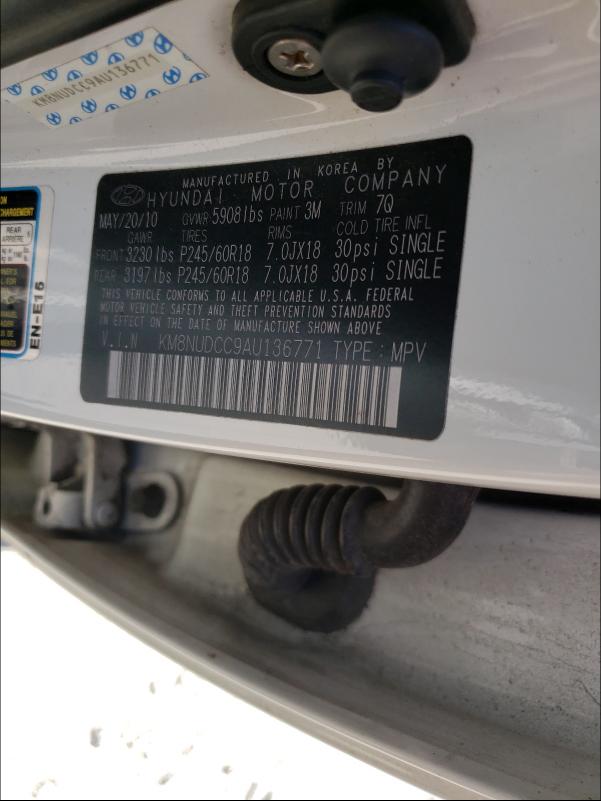 KM8NUDCC9AU136771
MANUFACTURED IN KOREA BY
HYUNDAI MOTOR COMPANY
MAY/20/10 GVWR 5908lbs PAINT 3M TRIM 7Q
GAWR TIRES RIMS COLD TIRE INFL
FRONT 3230lbs P245/60R18 7.0JX18 30psi SINGLE
REAR 3197lbs P245/60R18 7.0JX18 30psi SINGLE
THIS VEHICLE CONFORMS TO ALL APPLICABLE U.S.A. FEDERAL
MOTOR VEHICLE SAFETY AND THEFT PREVENTION STANDARDS
IN EFFECT ON THE DATE OF MANUFACTURE SHOWN ABOVE
V.I.N KM8NUDCC9AU136771 TYPE : MPV
CHARGEMENT
REAR
ARRIÈRE
EN-E15